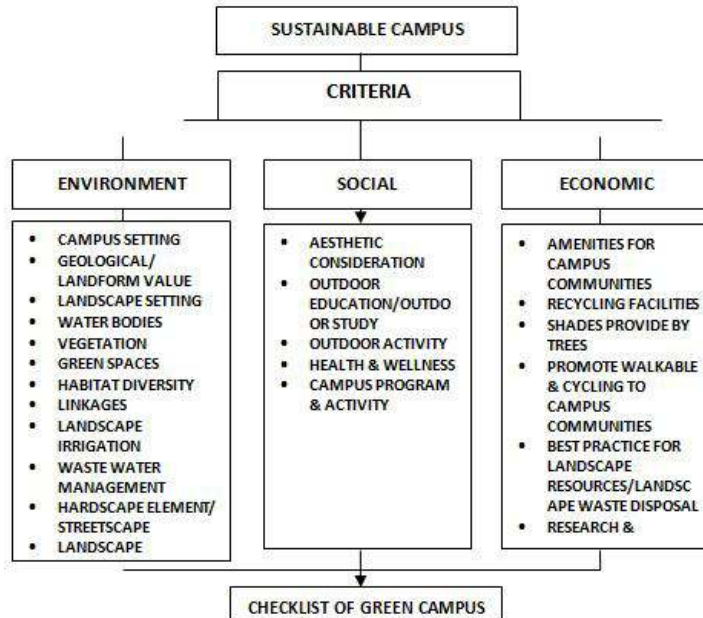 SUSTAINABLE CAMPUS
CRITERIA
ENVIRONMENT
• CAMPUS SETTING
• GEOLOGICAL/
LANDFORM VALUE
• LANDSCAPE SETTING
• WATER BODIES
• VEGETATION
• GREEN SPACES
• HABITAT DIVERSITY
• LINKAGES
• LANDSCAPE
IRRIGATION
• WASTE WATER
MANAGEMENT
• HARDSCAPE ELEMENT/
STREETSCAPE
• LANDSCAPE
SOCIAL
• AESTHETIC
CONSIDERATION
• OUTDOOR
EDUCATION/OUTDO
OR STUDY
• OUTDOOR ACTIVITY
• HEALTH & WELLNESS
• CAMPUS PROGRAM
& ACTIVITY
ECONOMIC
• AMENITIES FOR
CAMPUS
COMMUNITIES
• RECYCLING FACILITIES
• SHADES PROVIDE BY
TREES
• PROMOTE WALKABLE
& CYCLING TO
CAMPUS
COMMUNITIES
• BEST PRACTICE FOR
LANDSCAPE
RESOURCES/LANDSC
APE WASTE DISPOSAL
• RESEARCH &
CHECKLIST OF GREEN CAMPUS